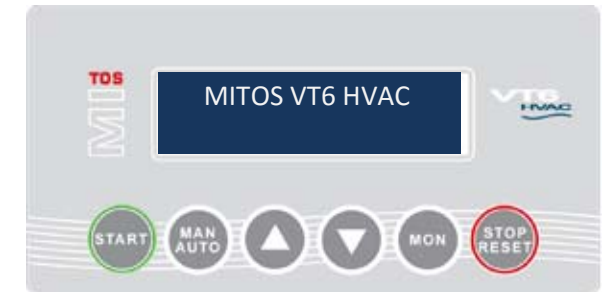 TOS
MI
MITOS VT6 HVAC
VT6
HVAC
START
MAN
AUTO
MON
STOP
RESET